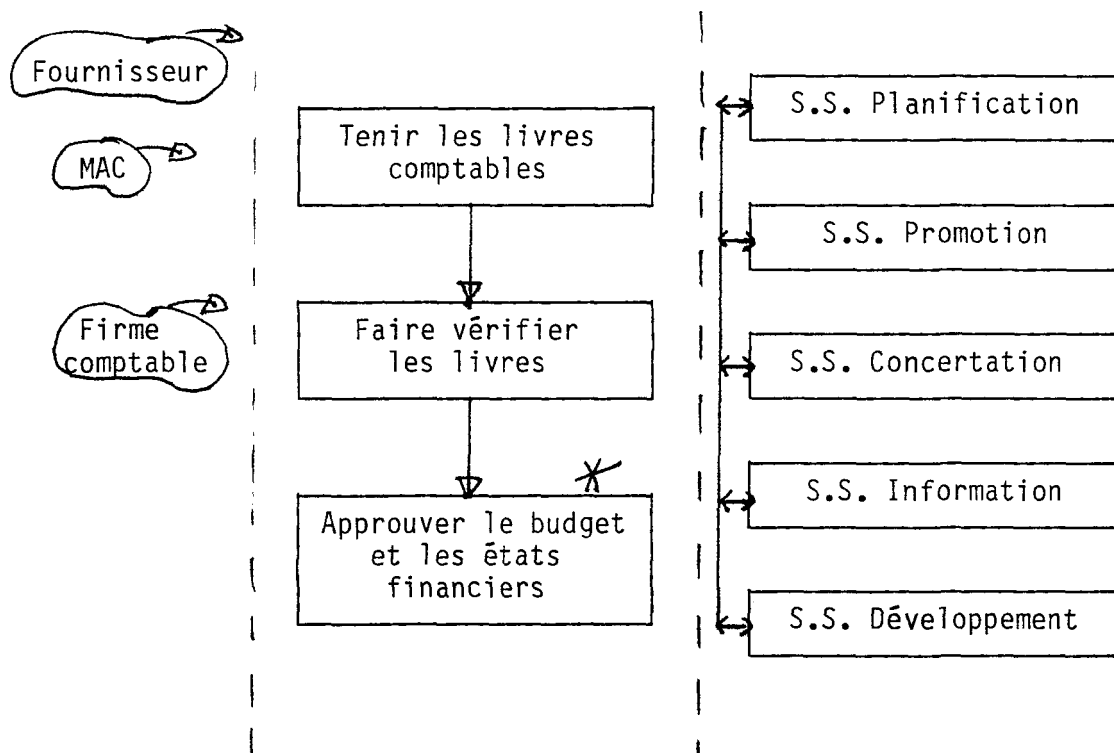 Fournisseur
MAC
Firme
comptable
Tenir les livres
comptables
Faire vérifier
les livres
Approuver le budget
et les états
financiers
S.S. Planification
S.S. Promotion
S.S. Concertation
S.S. Information
S.S. Développement